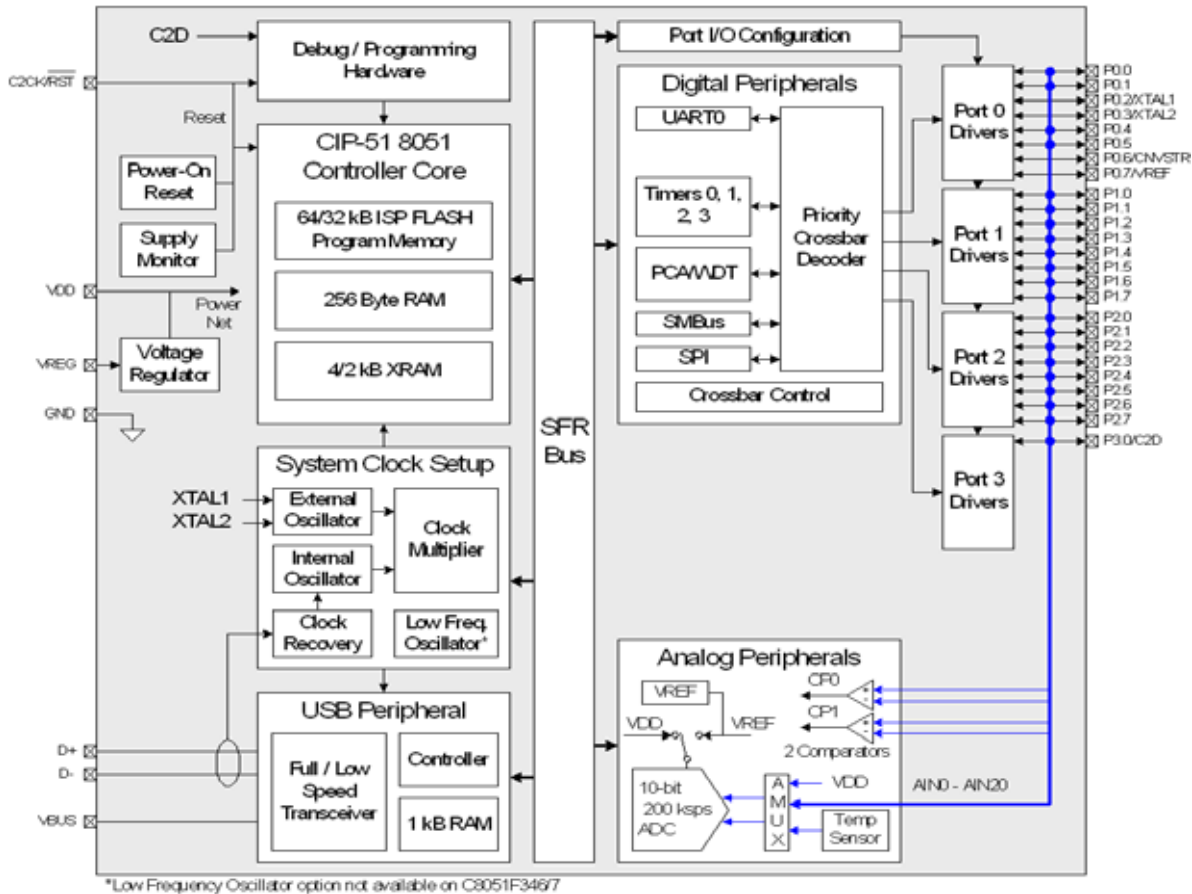 C2D
C2CK/RST
Debug / Programming
Hardware
Reset
Power-On
Reset
Supply
Monitor
VDD
Power
Net
VREG
Voltage
Regulator
GND
CIP-51 8051
Controller Core
64/32 kB ISP FLASH
Program Memory
256 Byte RAM
4/2 kB XRAM
System Clock Setup
XTAL1
XTAL2
External
Oscillator
Internal
Oscillator
Clock
Multiplier
Clock
Recovery
Low Freq.
Oscillator*
USB Peripheral
D+
D-
VBUS
Full / Low
Speed
Transceiver
Controller
1 kB RAM
SFR
Bus
Port I/O Configuration
Digital Peripherals
UART0
Timers 0, 1,
2, 3
PCA/WDT
SMBus
SPI
Priority
Crossbar
Decoder
Crossbar Control
Port 0
Drivers
Port 1
Drivers
Port 2
Drivers
Port 3
Drivers
P0.0
P0.1
P0.2/XTAL1
P0.3/XTAL2
P0.4
P0.5
P0.6/CNVSTR
P0.7/VREF
P1.0
P1.1
P1.2
P1.3
P1.4
P1.5
P1.6
P1.7
P2.0
P2.1
P2.2
P2.3
P2.4
P2.5
P2.6
P2.7
P3.0/C2D
Analog Peripherals
VREF
VDD
VREF
CP0
+
-
CP1
+
-
2 Comparators
10-bit
200 ksps
ADC
A
M
U
X
VDD
AIN0 - AIN20
Temp
Sensor
*Low Frequency Oscillator option not available on C8051F346/7